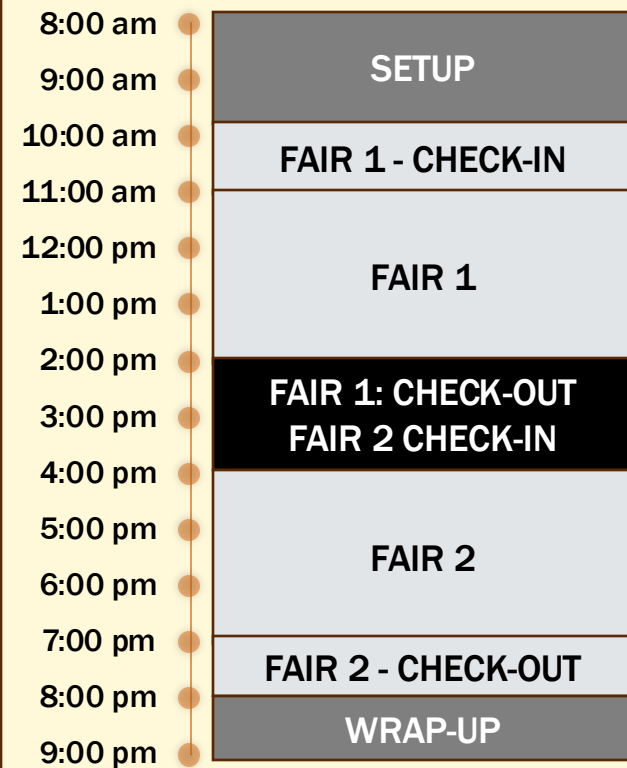 8:00 am
SETUP
9:00 am
10:00 am
FAIR 1 - CHECK-IN
11:00 am
12:00 pm
FAIR 1
1:00 pm
2:00 pm
FAIR 1: CHECK-OUT
3:00 pm
FAIR 2 CHECK-IN
4:00 pm
5:00 pm
FAIR 2
6:00 pm
7:00 pm
FAIR 2 - CHECK-OUT
8:00 pm
WRAP-UP
9:00 pm